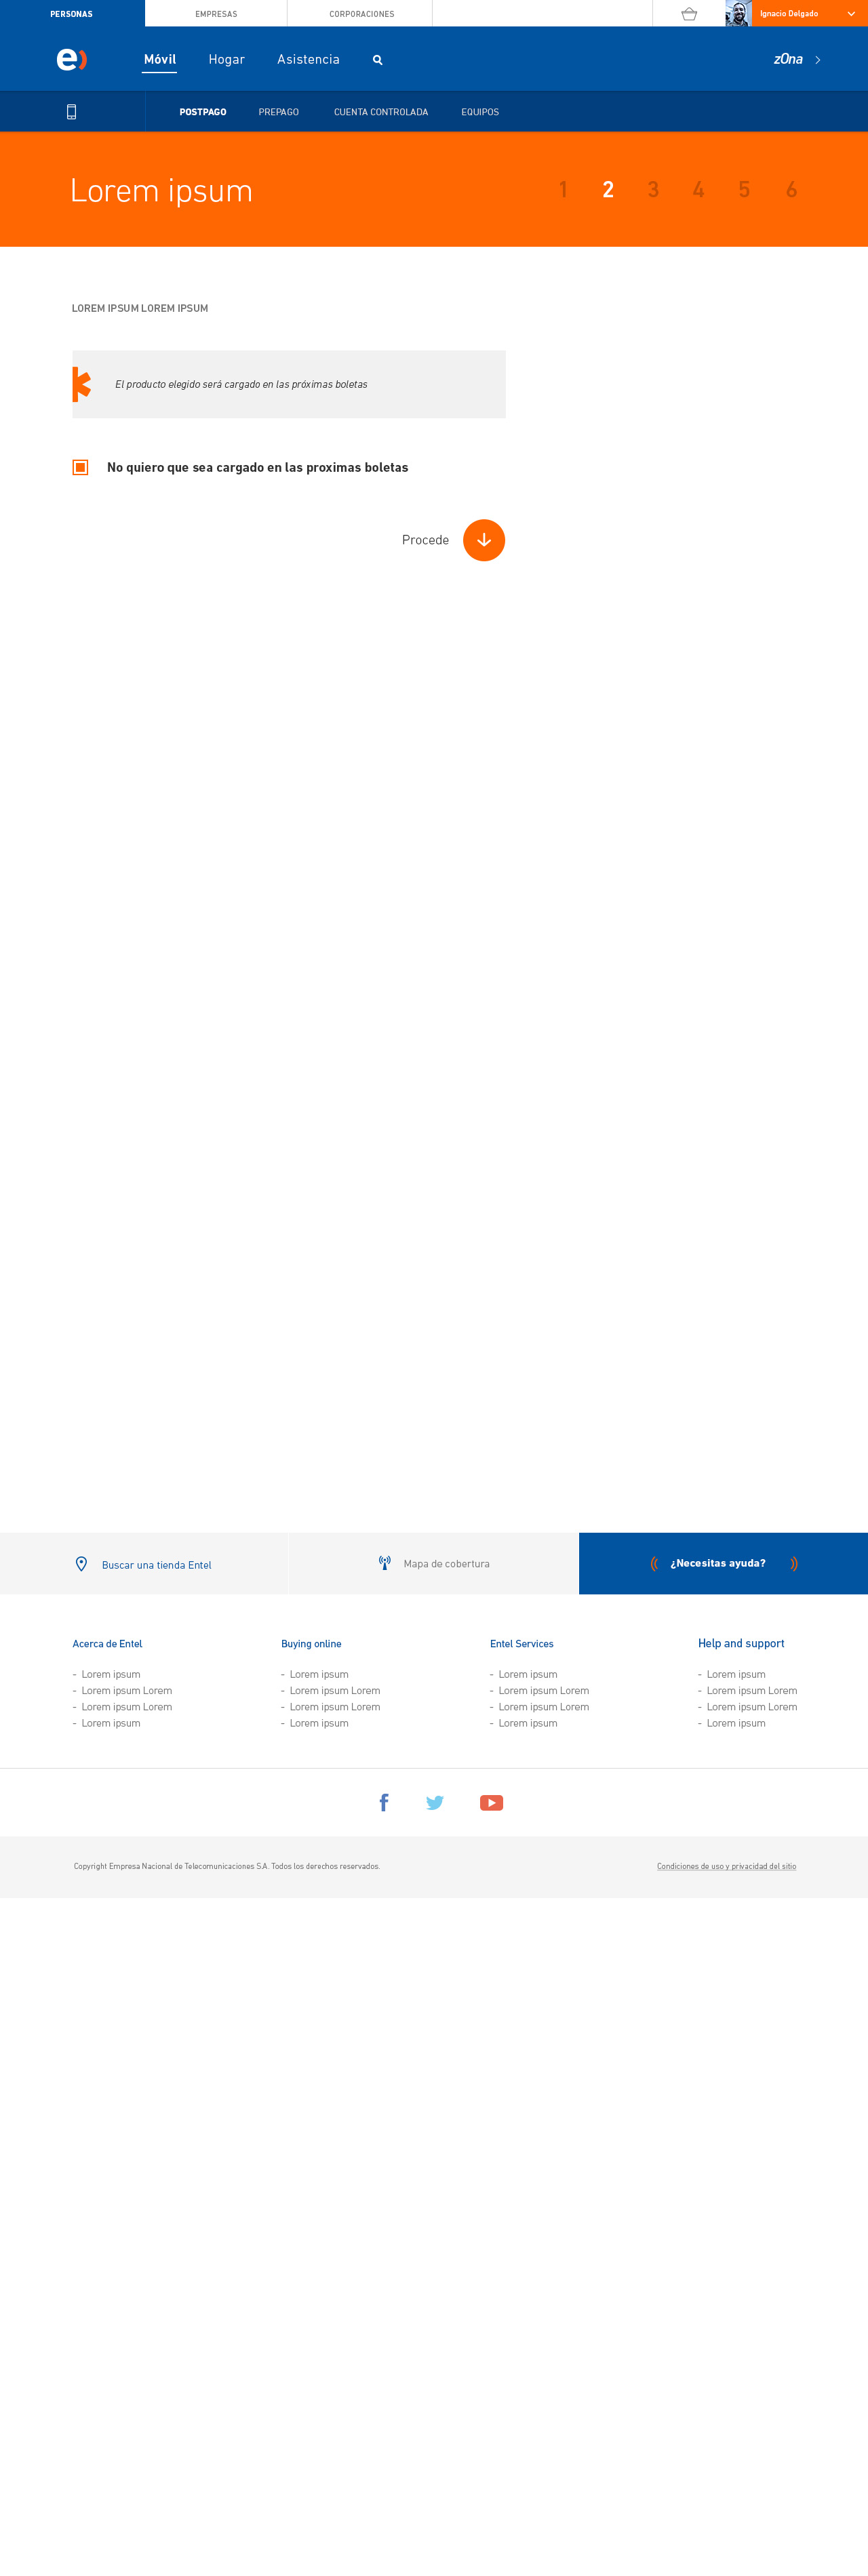 PERSONAS EMPRESAS CORPORACIONES Ignacio Delgado
e) Móvil Hogar Asistencia zOna
POSTPAGO PREPAGO CUENTA CONTROLADA EQUIPOS
Lorem ipsum 1 2 3 4 5 6
LOREM IPSUM LOREM IPSUM
El producto elegido será cargado en las próximas boletas
No quiero que sea cargado en las proximas boletas
Procede
Buscar una tienda Entel Mapa de cobertura ¿Necesitas ayuda?
Acerca de Entel
- Lorem ipsum
- Lorem ipsum Lorem
- Lorem ipsum Lorem
- Lorem ipsum
Buying online
- Lorem ipsum
- Lorem ipsum Lorem
- Lorem ipsum Lorem
- Lorem ipsum
Entel Services
- Lorem ipsum
- Lorem ipsum Lorem
- Lorem ipsum Lorem
- Lorem ipsum
Help and support
- Lorem ipsum
- Lorem ipsum Lorem
- Lorem ipsum Lorem
- Lorem ipsum
Copyright Empresa Nacional de Telecomunicaciones S.A. Todos los derechos reservados. Condiciones de uso y privacidad del sitio